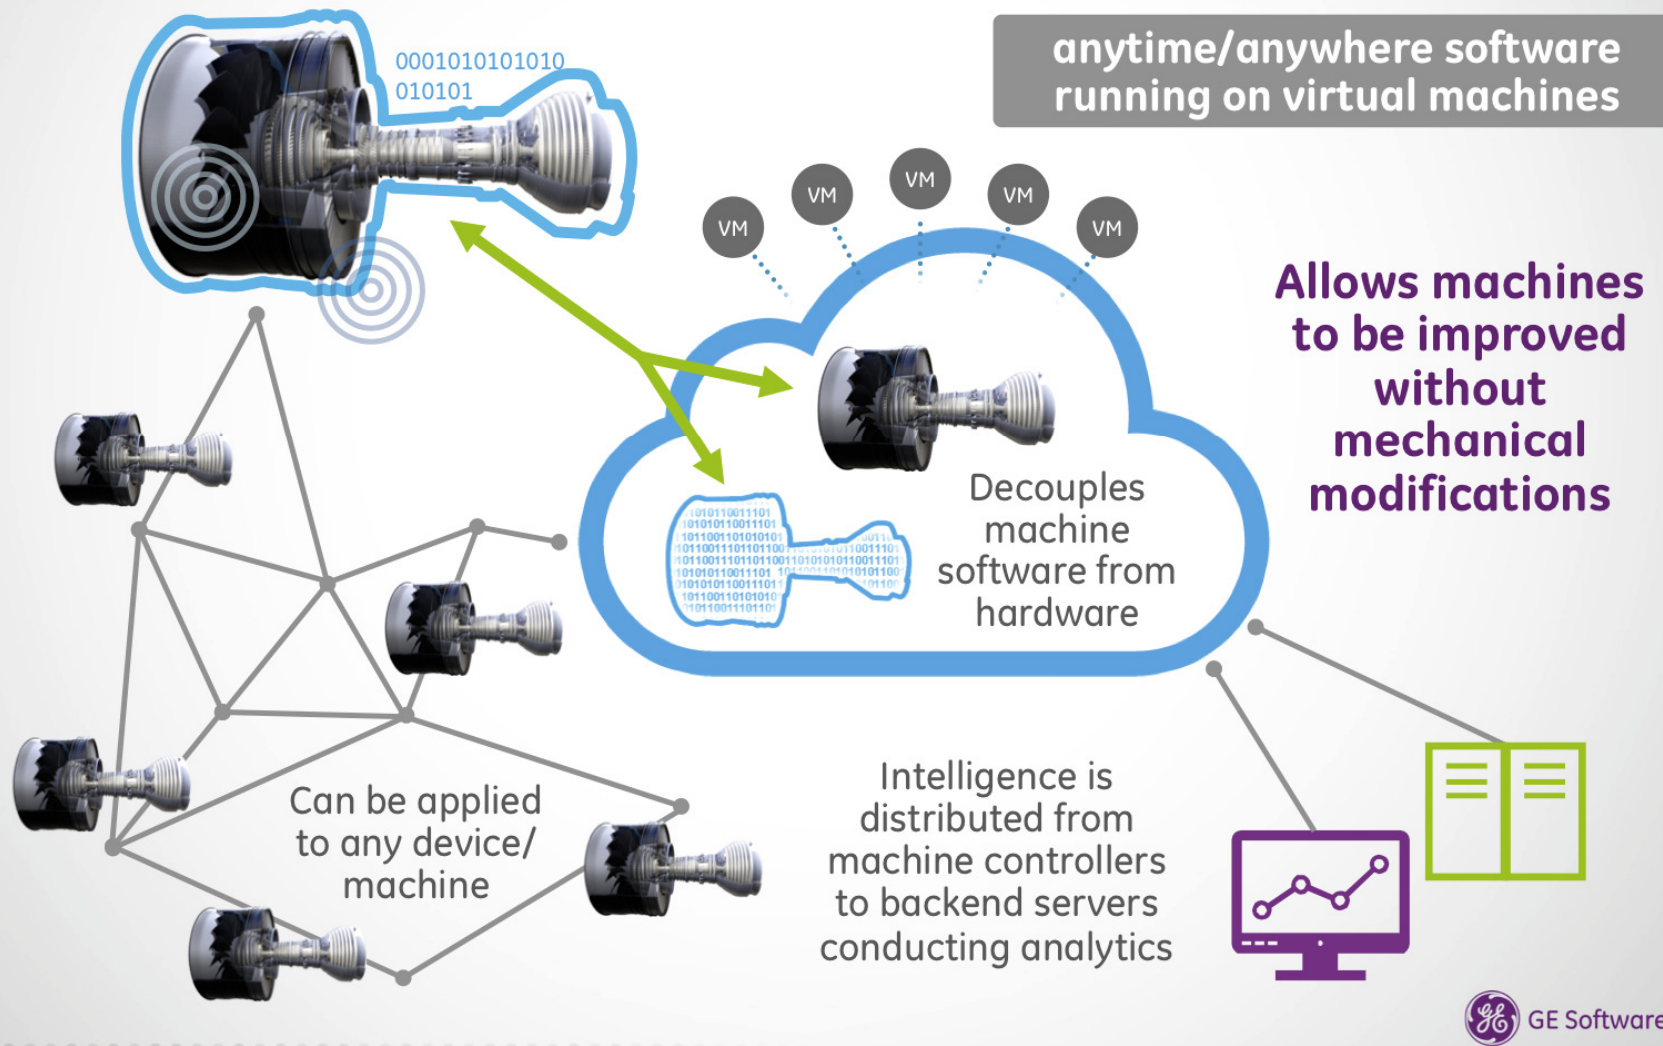 0001010101010
010101
anytime/anywhere software
running on virtual machines
VM
VM
VM
VM
VM
Allows machines
to be improved
without
mechanical
modifications
Decouples
machine
software from
hardware
Can be applied
to any device/
machine
Intelligence is
distributed from
machine controllers
to backend servers
conducting analytics
GE Software